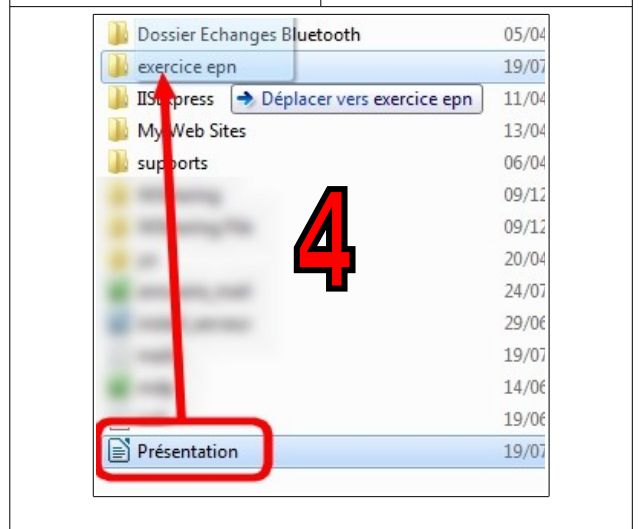 Dossier Echanges Bluetooth 05/04
exercice epn 19/07
IISExpress Déplacer vers exercice epn 11/04
My Web Sites 13/04
supports 06/04
09/12
09/12
4
20/04
24/07
29/06
19/07
14/06
19/06
Présentation 19/07